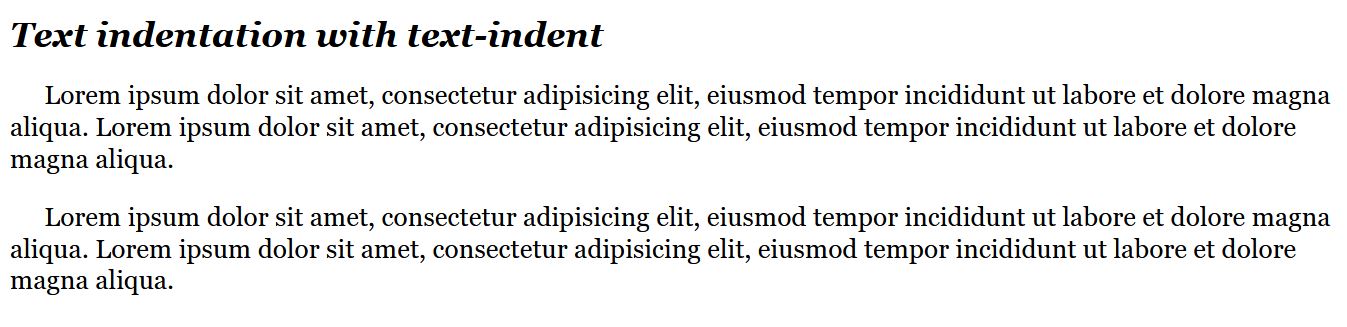 Text indentation with text-indent
Lorem ipsum dolor sit amet, consectetur adipisicing elit, eiusmod tempor incididunt ut labore et dolore magna
aliqua. Lorem ipsum dolor sit amet, consectetur adipisicing elit, eiusmod tempor incididunt ut labore et dolore
magna aliqua.
Lorem ipsum dolor sit amet, consectetur adipisicing elit, eiusmod tempor incididunt ut labore et dolore magna
aliqua. Lorem ipsum dolor sit amet, consectetur adipisicing elit, eiusmod tempor incididunt ut labore et dolore
magna aliqua.